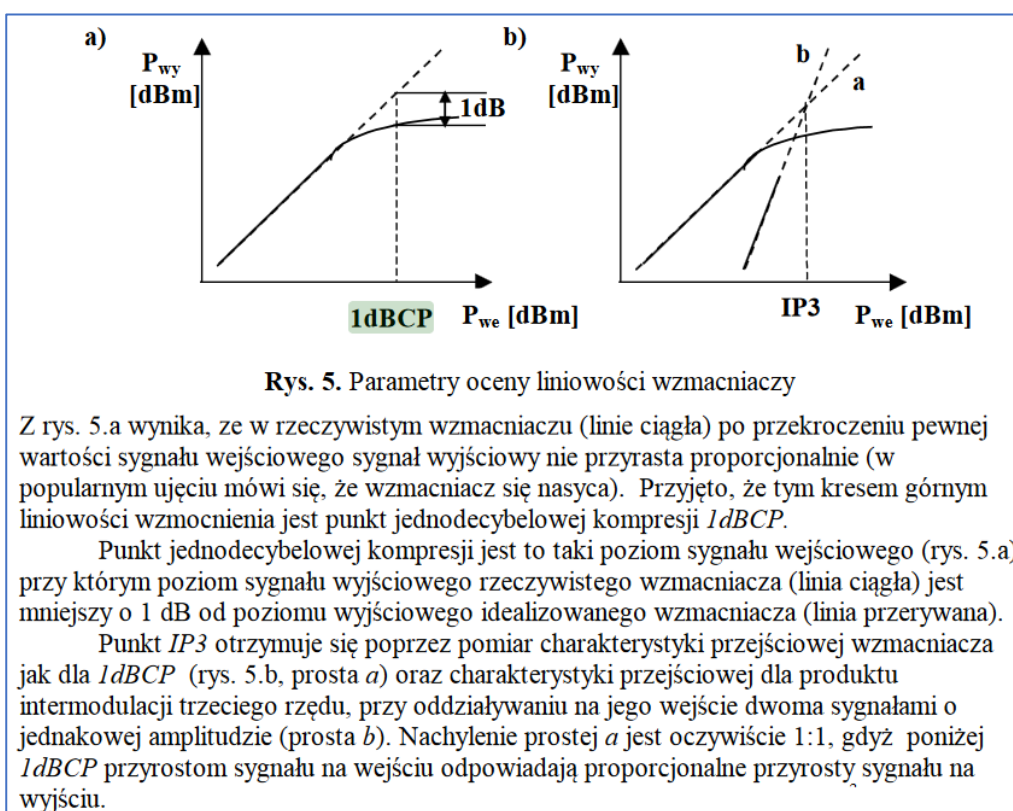 a)
P_wy
[dBm]
1dB
1dBCP
P_we [dBm]
b)
P_wy
[dBm]
b
a
IP3
P_we [dBm]
Rys. 5. Parametry oceny liniowości wzmacniaczy
Z rys. 5.a wynika, ze w rzeczywistym wzmacniaczu (linie ciągła) po przekroczeniu pewnej
wartości sygnału wejściowego sygnał wyjściowy nie przyrasta proporcjonalnie (w
popularnym ujęciu mówi się, że wzmacniacz się nasyca). Przyjęto, że tym kresem górnym
liniowości wzmocnienia jest punkt jednodecybelowej kompresji 1dBCP.
Punkt jednodecybelowej kompresji jest to taki poziom sygnału wejściowego (rys. 5.a)
przy którym poziom sygnału wyjściowego rzeczywistego wzmacniacza (linia ciągła) jest
mniejszy o 1 dB od poziomu wyjściowego idealizowanego wzmacniacza (linia przerywana).
Punkt IP3 otrzymuje się poprzez pomiar charakterystyki przejściowej wzmacniacza
jak dla 1dBCP (rys. 5.b, prosta a) oraz charakterystyki przejściowej dla produktu
intermodulacji trzeciego rzędu, przy oddziaływaniu na jego wejście dwoma sygnałami o
jednakowej amplitudzie (prosta b). Nachylenie prostej a jest oczywiście 1:1, gdyż poniżej
1dBCP przyrostom sygnału na wejściu odpowiadają proporcjonalne przyrosty sygnału na
wyjściu.